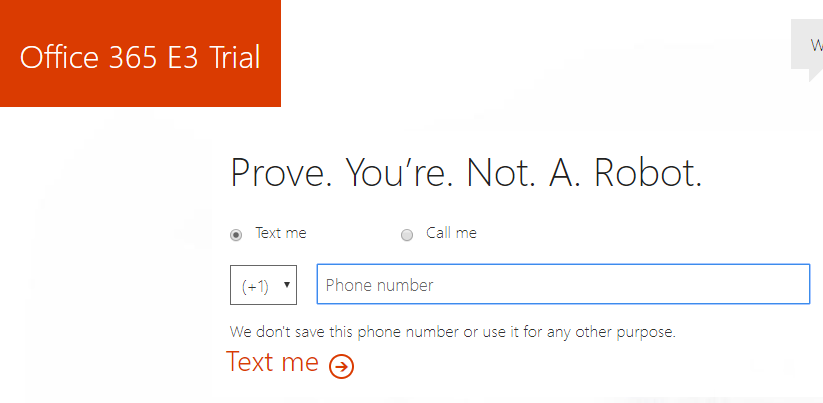 Office 365 E3 Trial
W
Prove. You’re. Not. A. Robot.
Text me
Call me
(+1)
Phone number
We don't save this phone number or use it for any other purpose.
Text me